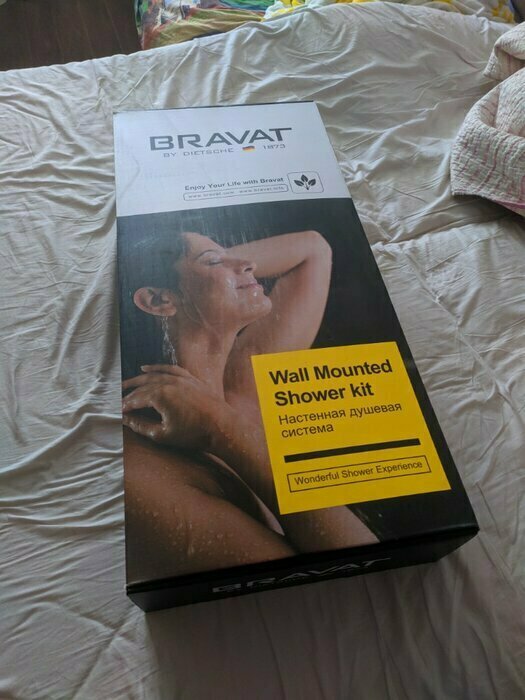 BRAVAT
BY DIETSCHE 1873
Enjoy Your Life with Bravat
Wall Mounted
Shower kit
Настенная душевая
система
Wonderful Shower Experience
BRAVAT